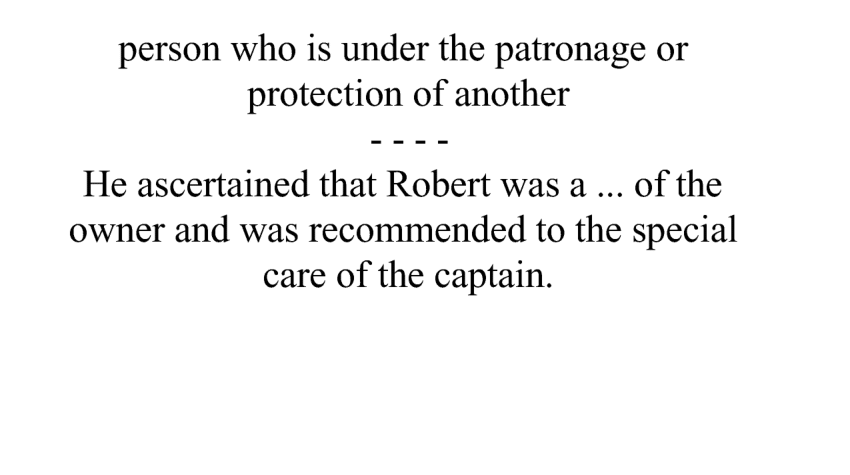 person who is under the patronage or
protection of another
- - - -
He ascertained that Robert was a ... of the
owner and was recommended to the special
care of the captain.